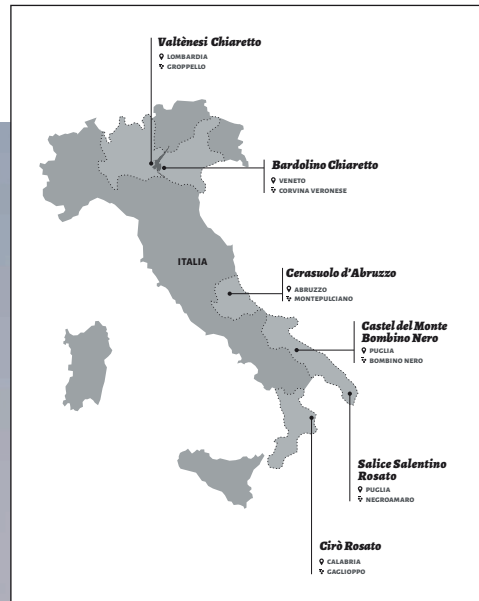 Valtènesi Chiaretto
LOMBARDIA
GROPPELLO
Bardolino Chiaretto
VENETO
CORVINA VERONESE
ITALIA
Cerasuolo d'Abruzzo
ABRUZZO
MONTEPULCIANO
Castel del Monte
Bombino Nero
PUGLIA
BOMBINO NERO
Salice Salentino
Rosato
PUGLIA
NEGROAMARO
Cirò Rosato
CALABRIA
GAGLIOPPO